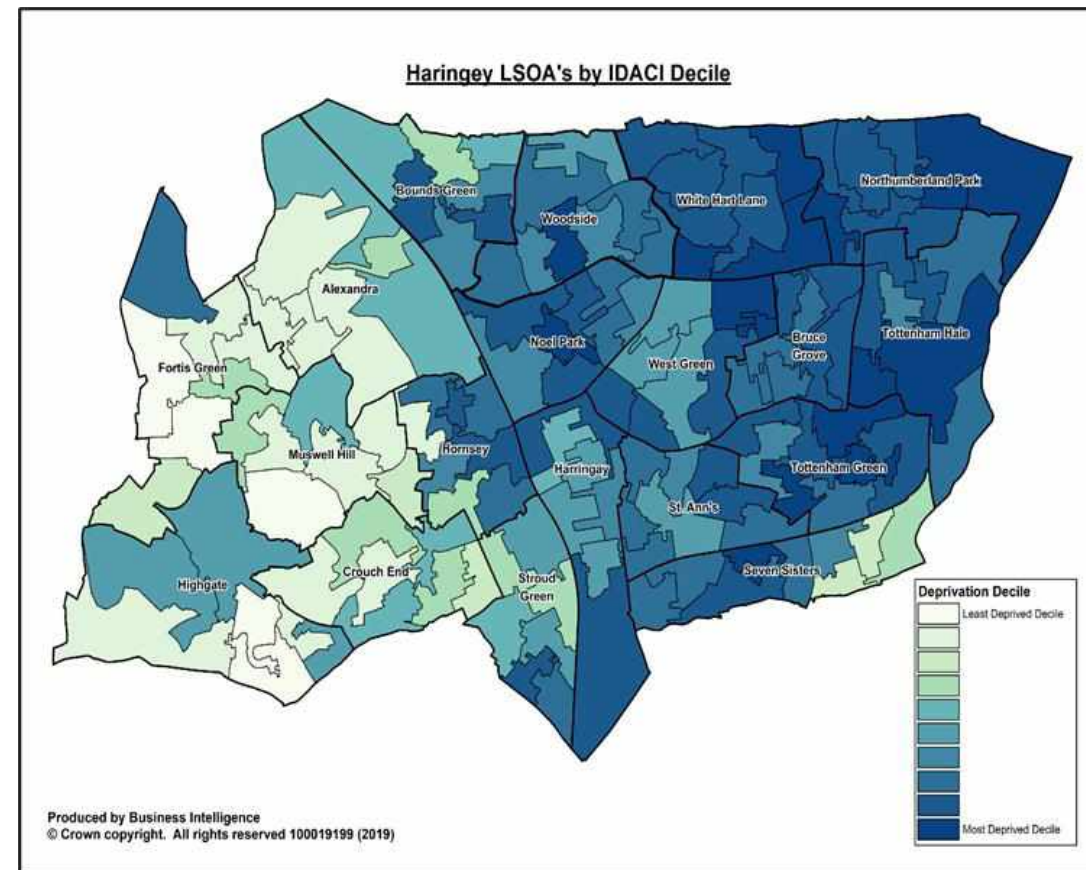 Haringey LSOA's by IDACI Decile
Bounds Green
Woodside
White Hart Lane
Northumberland Park
Alexandra
Fortis Green
Noel Park
West Green
Bruce
Grove
Tottenham Hale
Muswell Hill
Hornsey
Harringay
Tottenham Green
St. Ann's
Highgate
Crouch End
Stroud
Green
Seven Sisters
Deprivation Decile
Least Deprived Decile
Most Deprived Decile
Produced by Business Intelligence
© Crown copyright. All rights reserved 100019199 (2019)